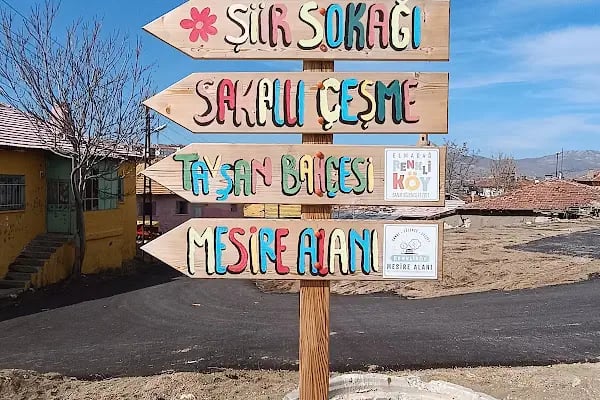 ŞİİR SOKAĞI
SAKALLI ÇEŞME
TAVŞAN BAHÇESİ
ELMADAĞ
RENKLİ
KÖY
MESİRE ALANI
MESİRE ALANI